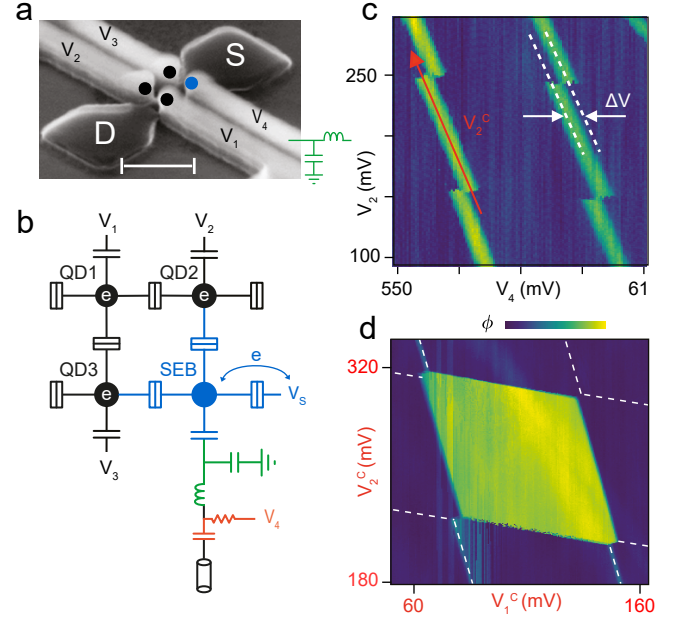 a
V₃
V₂
S
D
V₁
V₄
b
V₁
V₂
QD1
QD2
e
e
QD3
SEB
e
e
V_S
V₃
V₄
c
250
V₂ (mV)
100
V₂ᶜ
ΔV
550
V₄ (mV)
61
d
ϕ
320
V₂ᶜ(mV)
180
60
V₁ᶜ(mV)
160